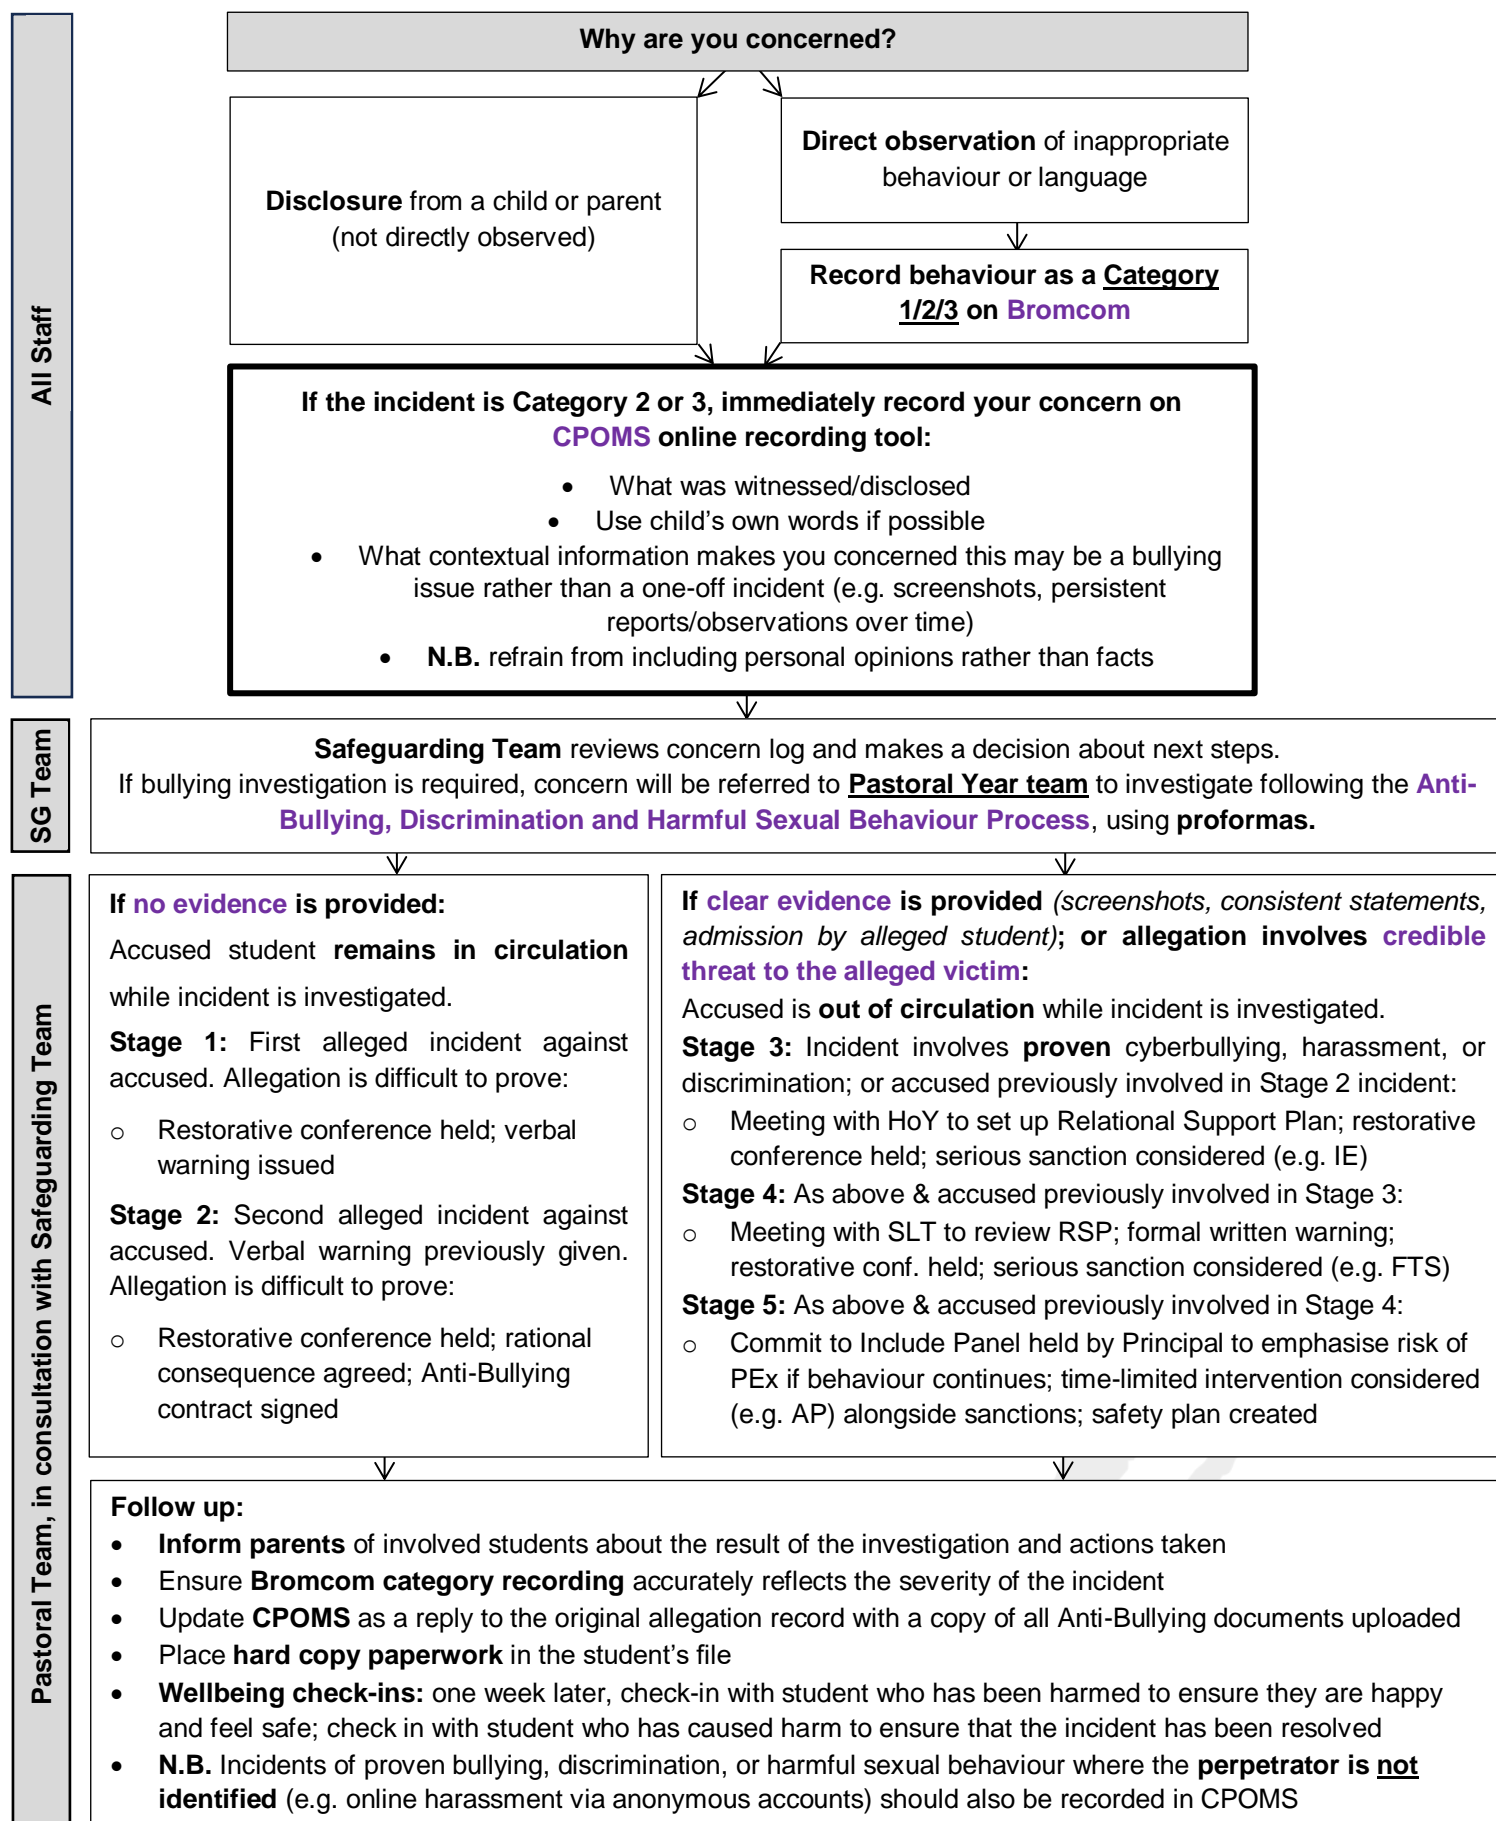 Why are you concerned?
All Staff
Disclosure from a child or parent
(not directly observed)
Direct observation of inappropriate
behaviour or language
Record behaviour as a Category
1/2/3 on Bromcom
If the incident is Category 2 or 3, immediately record your concern on
CPOMS online recording tool:
• What was witnessed/disclosed
• Use child's own words if possible
• What contextual information makes you concerned this may be a bullying
issue rather than a one-off incident (e.g. screenshots, persistent
reports/observations over time)
• N.B. refrain from including personal opinions rather than facts
SG Team
Safeguarding Team reviews concern log and makes a decision about next steps.
If bullying investigation is required, concern will be referred to Pastoral Year team to investigate following the Anti-
Bullying, Discrimination and Harmful Sexual Behaviour Process, using proformas.
Pastoral Team, in consultation with Safeguarding Team
If no evidence is provided:
Accused student remains in circulation
while incident is investigated.
Stage 1: First alleged incident against
accused. Allegation is difficult to prove:
o Restorative conference held; verbal
warning issued
Stage 2: Second alleged incident against
accused. Verbal warning previously given.
Allegation is difficult to prove:
o Restorative conference held; rational
consequence agreed; Anti-Bullying
contract signed
If clear evidence is provided (screenshots, consistent statements,
admission by alleged student); or allegation involves credible
threat to the alleged victim:
Accused is out of circulation while incident is investigated.
Stage 3: Incident involves proven cyberbullying, harassment, or
discrimination; or accused previously involved in Stage 2 incident:
o Meeting with HoY to set up Relational Support Plan; restorative
conference held; serious sanction considered (e.g. IE)
Stage 4: As above & accused previously involved in Stage 3:
o Meeting with SLT to review RSP; formal written warning;
restorative conf. held; serious sanction considered (e.g. FTS)
Stage 5: As above & accused previously involved in Stage 4:
o Commit to Include Panel held by Principal to emphasise risk of
PEx if behaviour continues; time-limited intervention considered
(e.g. AP) alongside sanctions; safety plan created
Follow up:
• Inform parents of involved students about the result of the investigation and actions taken
• Ensure Bromcom category recording accurately reflects the severity of the incident
• Update CPOMS as a reply to the original allegation record with a copy of all Anti-Bullying documents uploaded
• Place hard copy paperwork in the student's file
• Wellbeing check-ins: one week later, check-in with student who has been harmed to ensure they are happy
and feel safe; check in with student who has caused harm to ensure that the incident has been resolved
• N.B. Incidents of proven bullying, discrimination, or harmful sexual behaviour where the perpetrator is not
identified (e.g. online harassment via anonymous accounts) should also be recorded in CPOMS